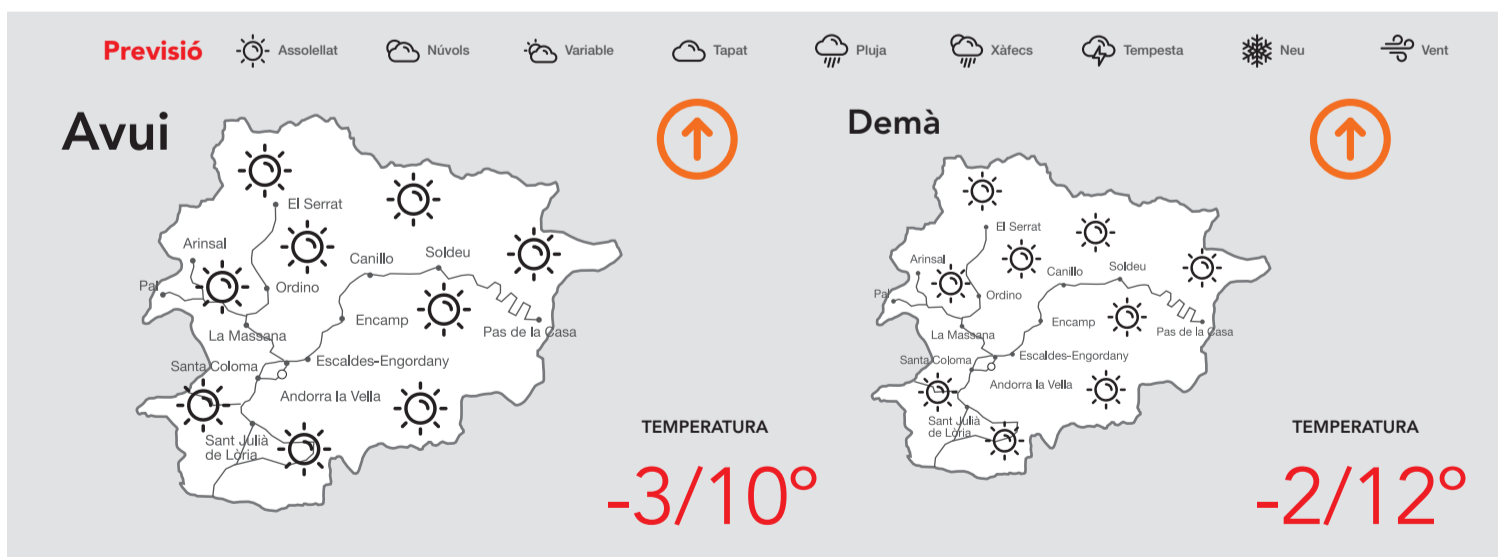 Previsió
Assolellat
Núvols
Variable
Tapat
Pluja
Xàfecs
Tempesta
Neu
Vent
Avui
El Serrat
Arinsal
Soldeu
Canillo
Pal
Ordino
Encamp
La Massana
Pas de la Casa
Escaldes-Engordany
Santa Coloma
Andorra la Vella
Sant Julià
de Lòria
TEMPERATURA
-3/10º
Demà
El Serrat
Arinsal
Soldeu
Canillo
Pal
Ordino
Encamp
La Massana
Pas de la Casa
Escaldes-Engordany
Santa Coloma
Andorra la Vella
Sant Julià
de Lòria
TEMPERATURA
-2/12º